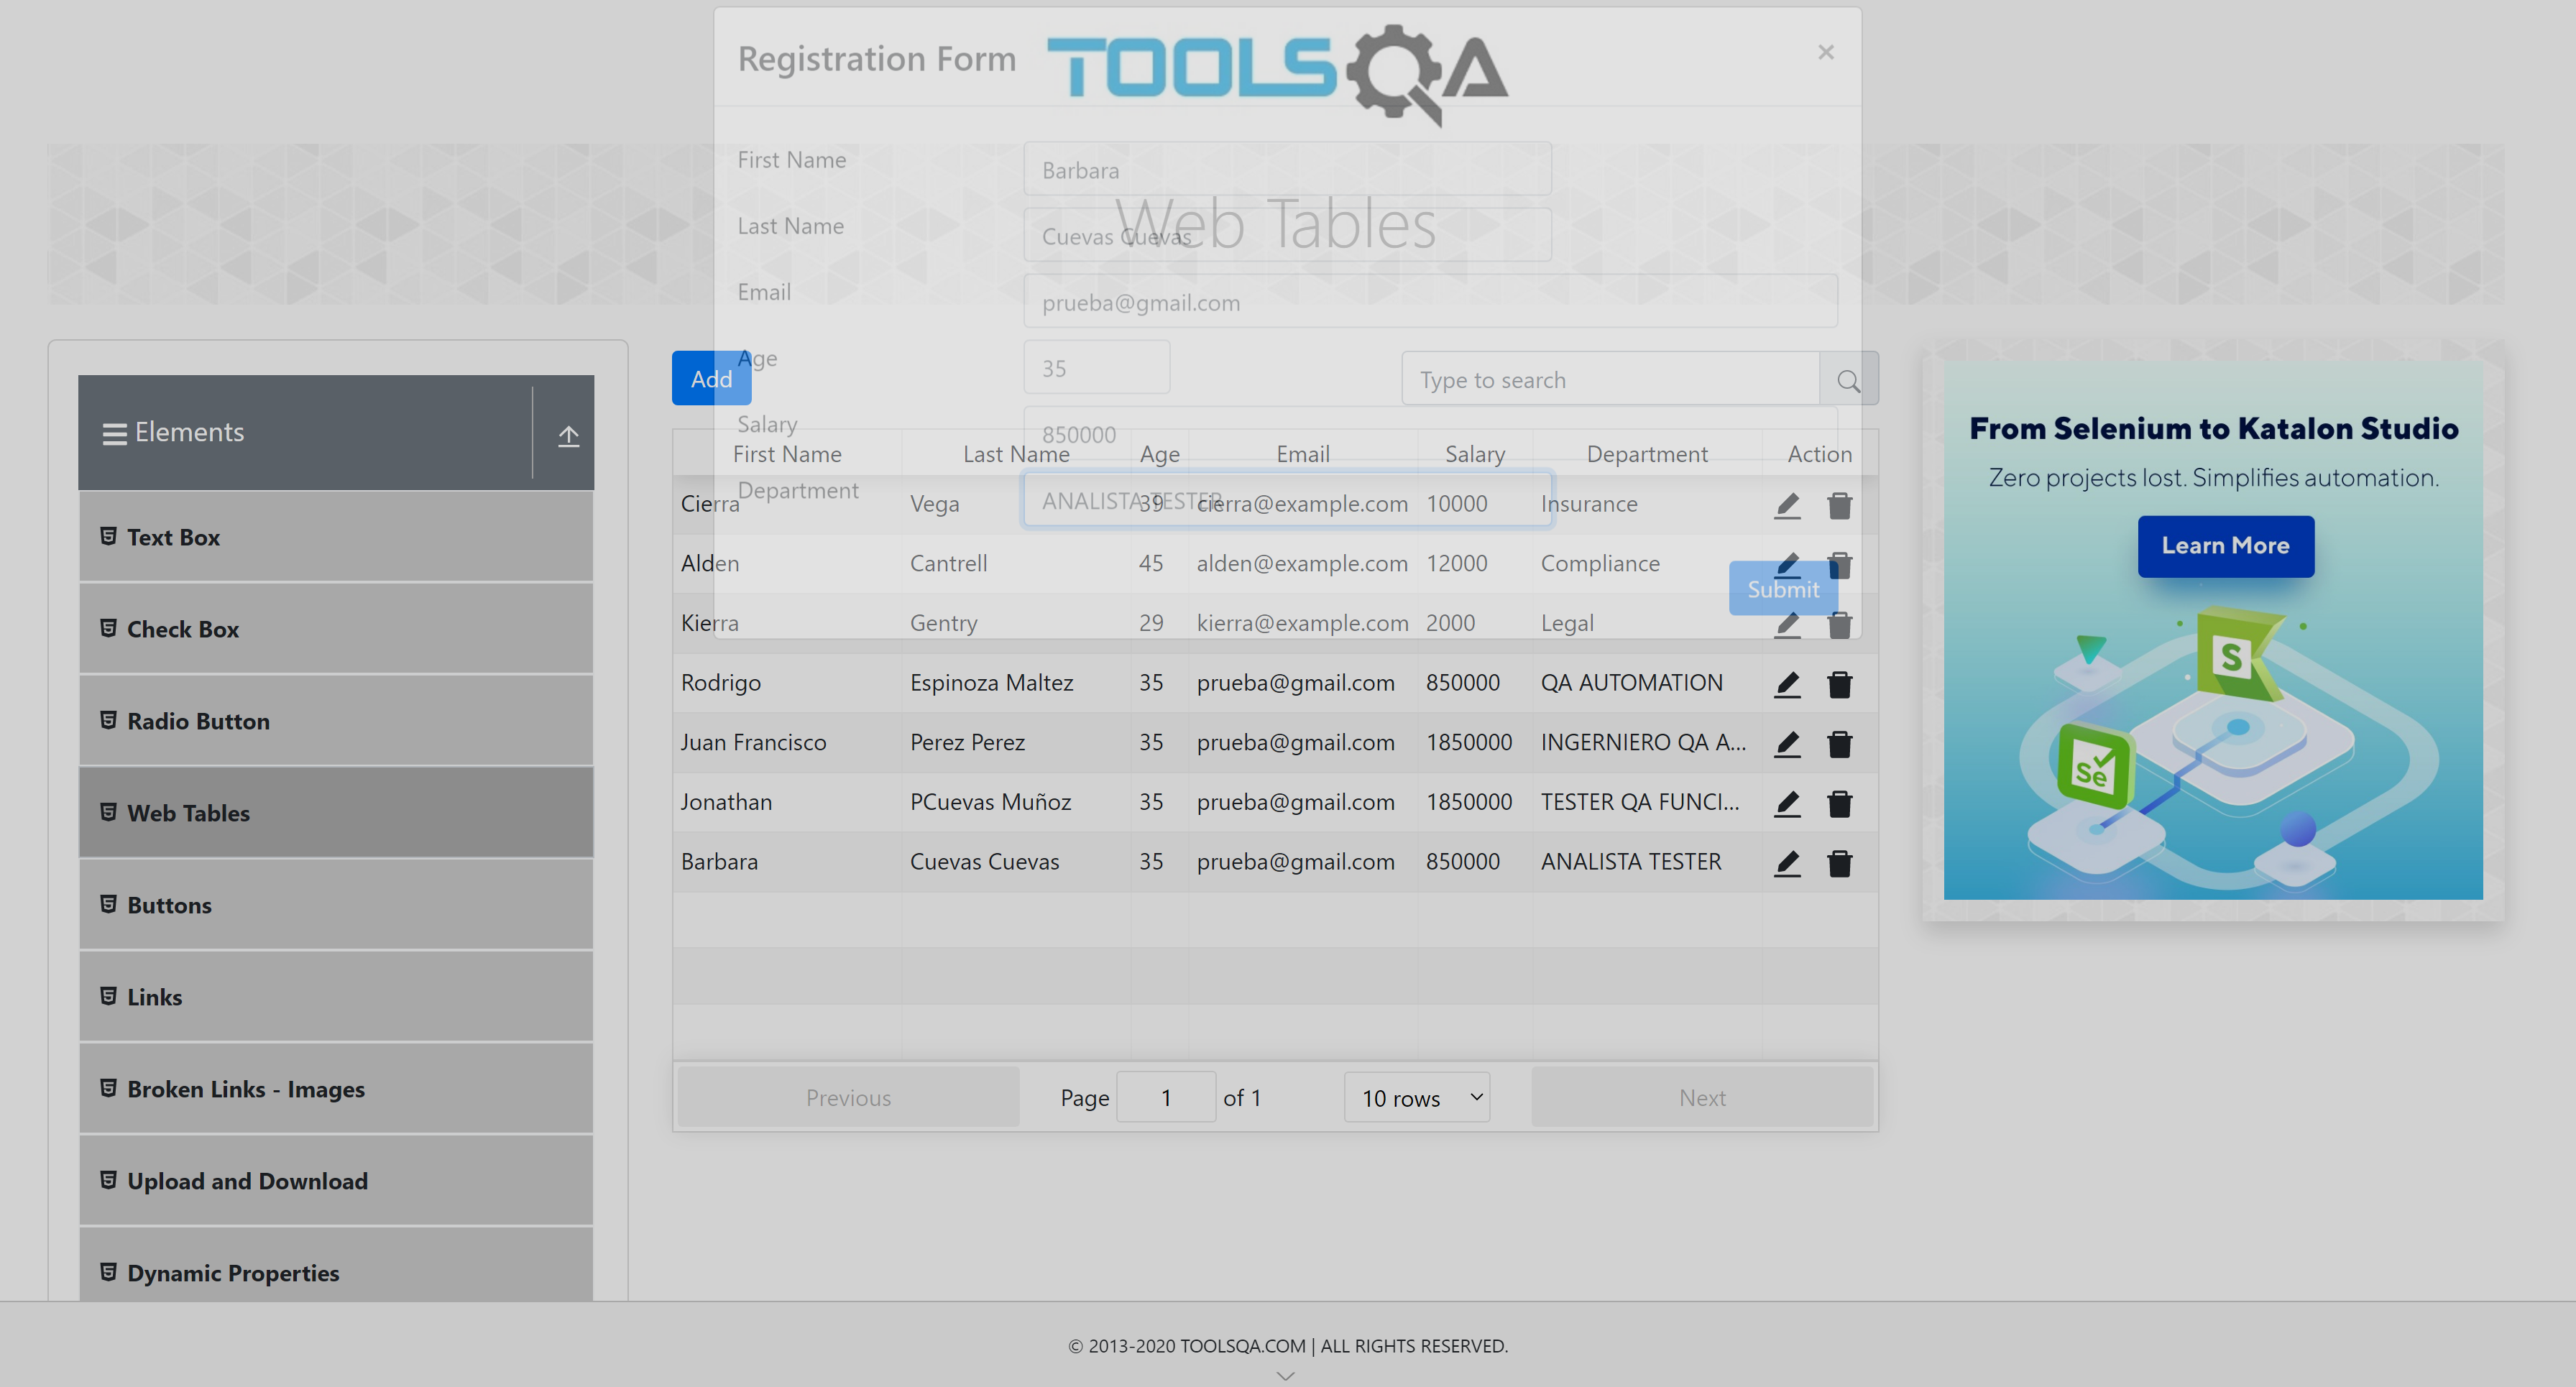 Registration Form
TOOLSQA
×
First Name
Barbara
Last Name
Cuevas Cuevas
Web Tables
Email
prueba@gmail.com
Age
35
Salary
850000
Department
ANALISTA TESTER
Submit
Elements
Text Box
Check Box
Radio Button
Web Tables
Buttons
Links
Broken Links - Images
Upload and Download
Dynamic Properties
Add
Type to search
First Name Last Name Age Email Salary Department Action
Cierra Vega 39 cierra@example.com 10000 Insurance
Alden Cantrell 45 alden@example.com 12000 Compliance
Kierra Gentry 29 kierra@example.com 2000 Legal
Rodrigo Espinoza Maltez 35 prueba@gmail.com 850000 QA AUTOMATION
Juan Francisco Perez Perez 35 prueba@gmail.com 1850000 INGERNIERO QA A...
Jonathan PCuevas Muñoz 35 prueba@gmail.com 1850000 TESTER QA FUNCI...
Barbara Cuevas Cuevas 35 prueba@gmail.com 850000 ANALISTA TESTER
Previous Page 1 of 1 10 rows Next
From Selenium to Katalon Studio
Zero projects lost. Simplifies automation.
Learn More
S
Se
© 2013-2020 TOOLSQA.COM | ALL RIGHTS RESERVED.